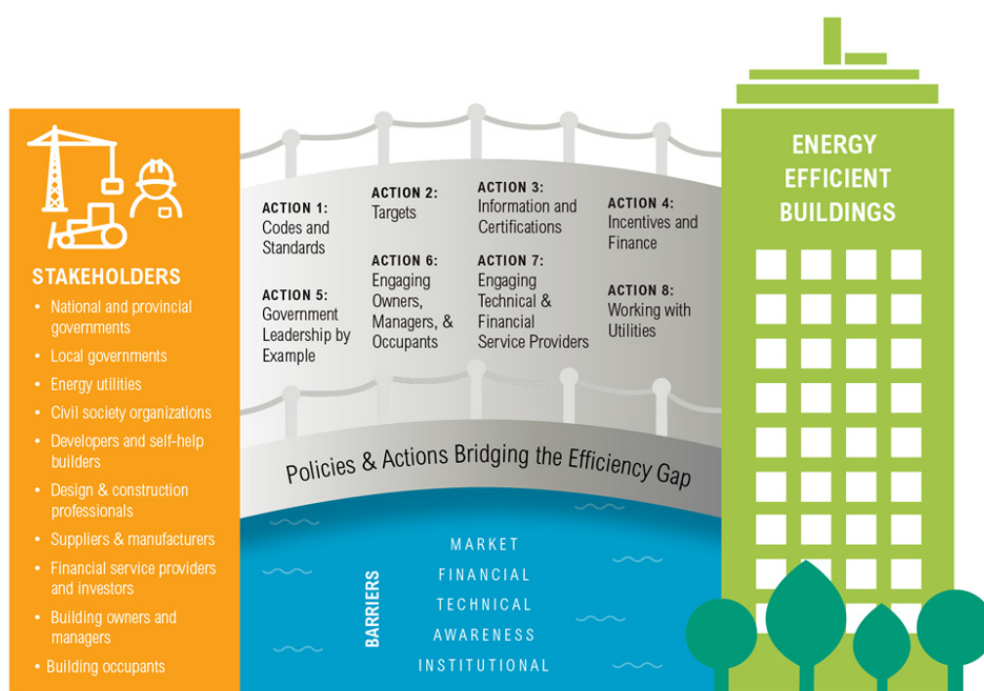 STAKEHOLDERS
• National and provincial
governments
• Local governments
• Energy utilities
• Civil society organizations
• Developers and self-help
builders
• Design & construction
professionals
• Suppliers & manufacturers
• Financial service providers
and investors
• Building owners and
managers
• Building occupants
ACTION 1:
Codes and
Standards
ACTION 2:
Targets
ACTION 3:
Information and
Certifications
ACTION 4:
Incentives and
Finance
ACTION 5:
Government
Leadership by
Example
ACTION 6:
Engaging
Owners,
Managers, &
Occupants
ACTION 7:
Engaging
Technical &
Financial
Service Providers
ACTION 8:
Working with
Utilities
Policies & Actions Bridging the Efficiency Gap
BARRIERS
MARKET
FINANCIAL
TECHNICAL
AWARENESS
INSTITUTIONAL
ENERGY
EFFICIENT
BUILDINGS